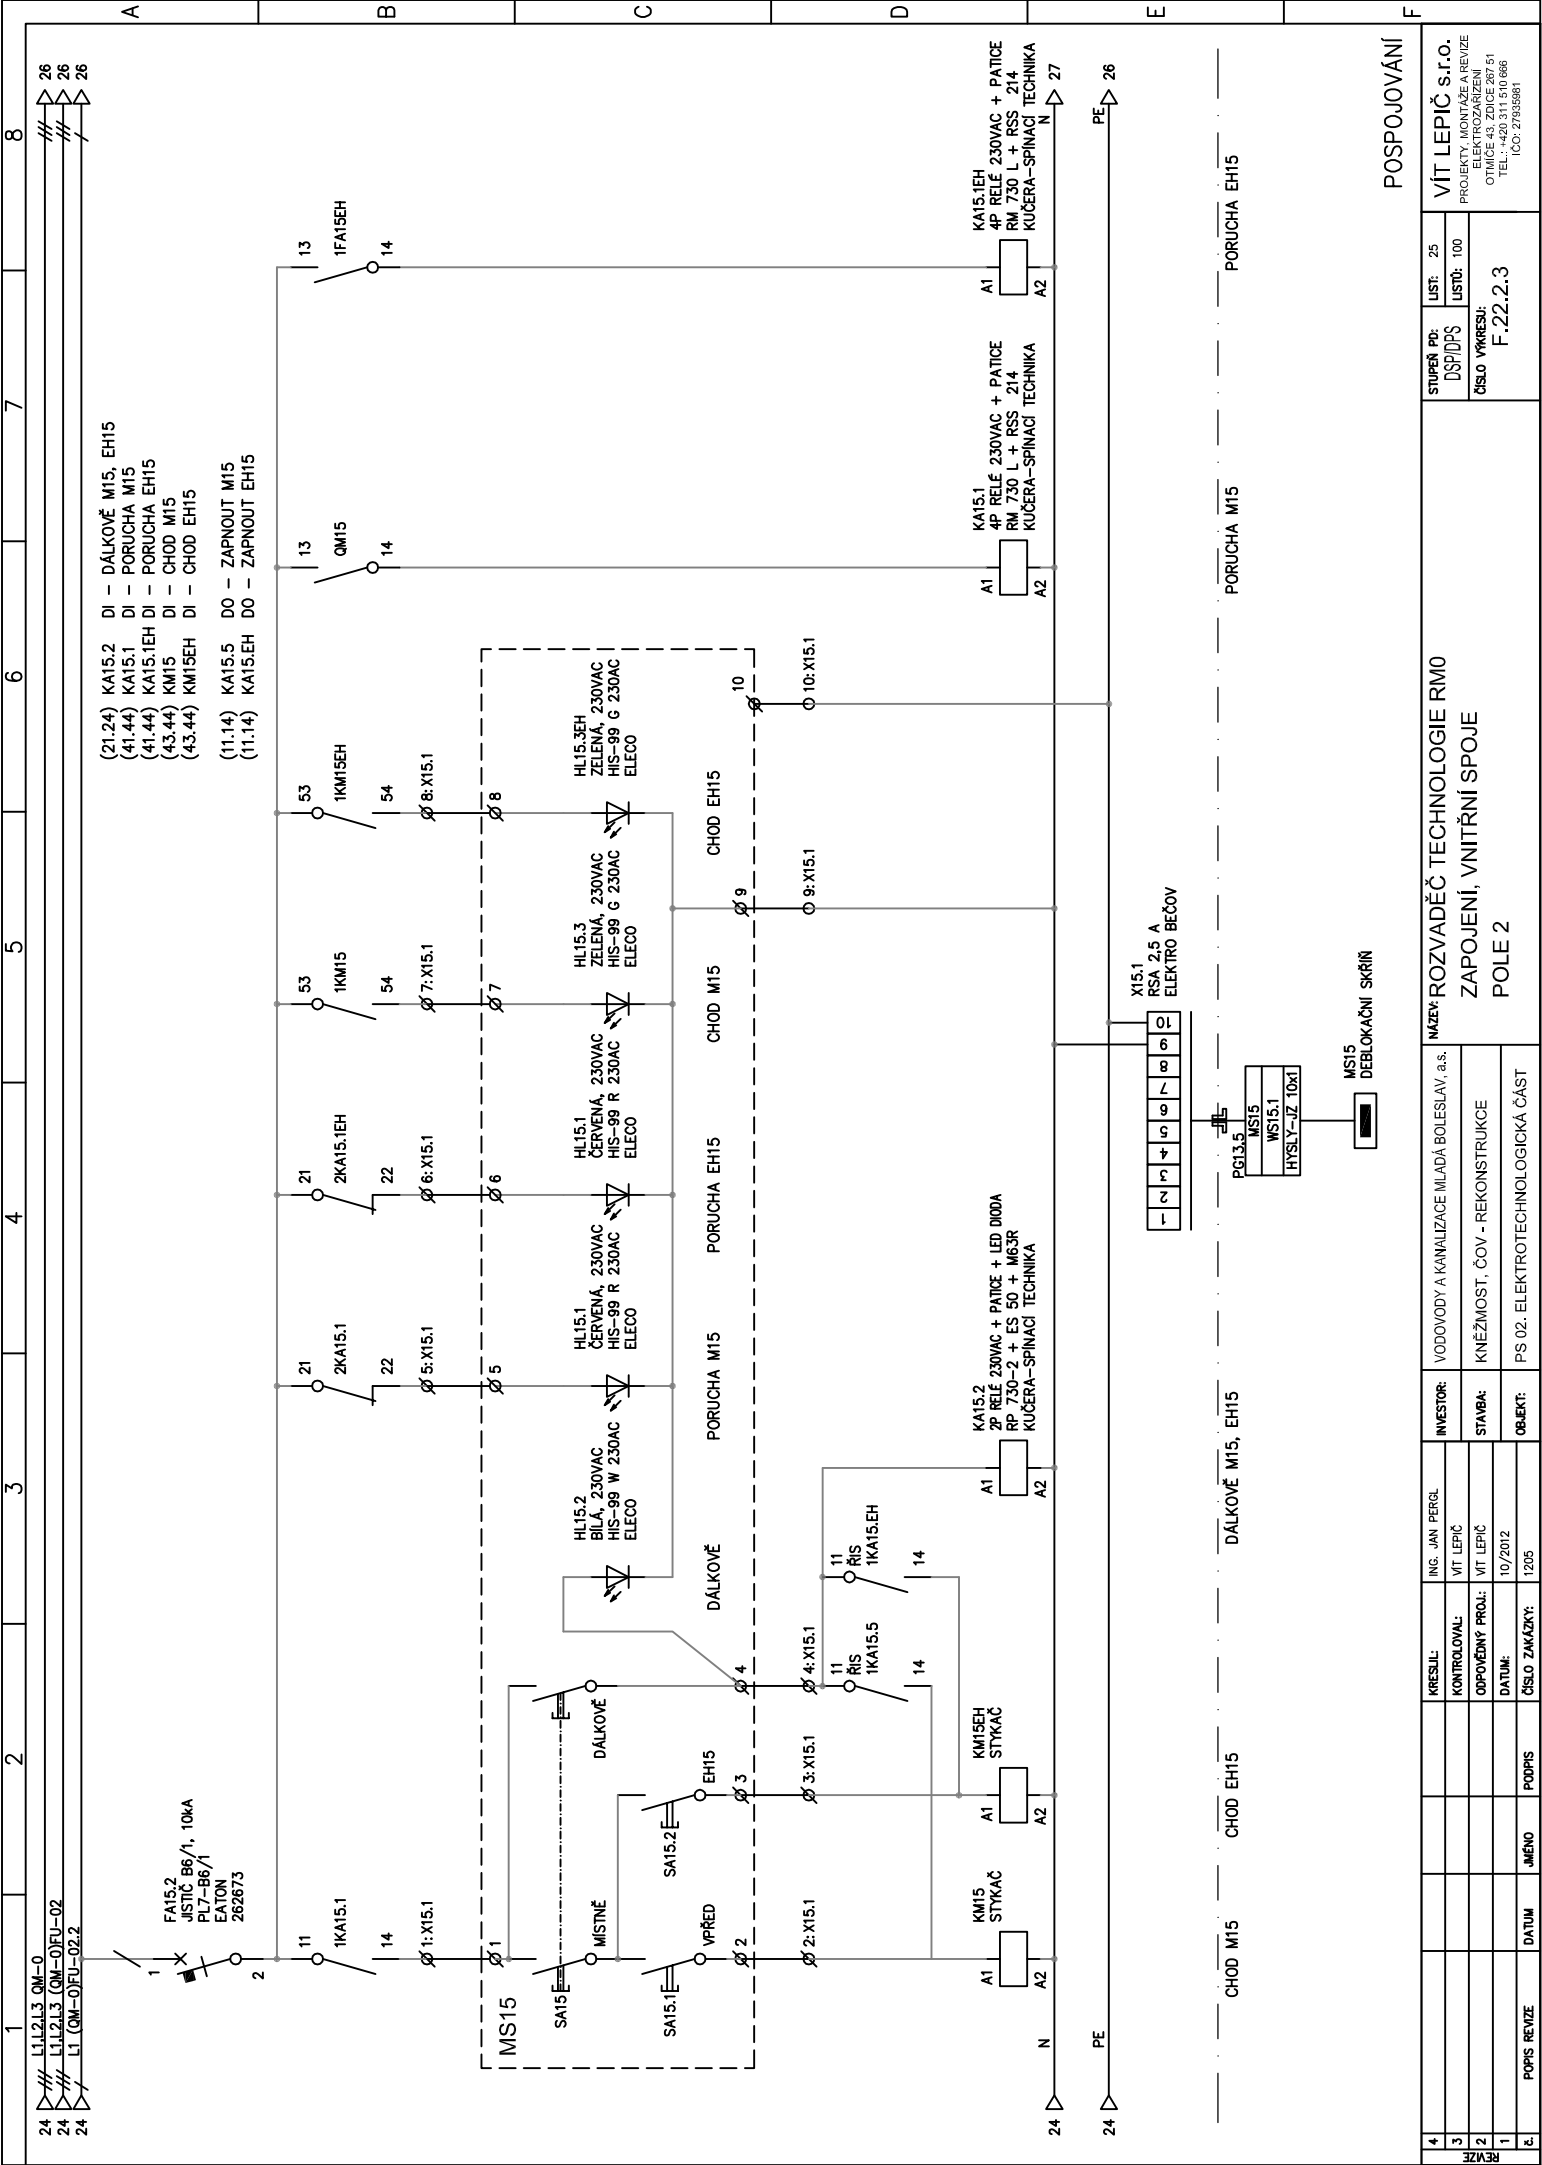 1
2
3
4
5
6
7
8
A
B
C
D
E
F
24
L1,L2,L3 QM-0
26
24
L1,L2,L3 (QM-0)FU-02
26
24
L1 (QM-0)FU-02.2
26
FA15.2
JISTIČ B6/1, 10kA
PL7-B6/1
EATON
262673
1
2
(21.24) KA15.2 DI - DÁLKOVĚ M15, EH15
(41.44) KA15.1 DI - PORUCHA M15
(41.44) KA15.1EH DI - PORUCHA EH15
(43.44) KM15 DI - CHOD M15
(43.44) KM15EH DI - CHOD EH15
(11.14) KA15.5 DO - ZAPNOUT M15
(11.14) KA15.EH DO - ZAPNOUT EH15
11
1KA15.1
14
1:X15.1
21
2KA15.1
22
5:X15.1
21
2KA15.1EH
22
6:X15.1
53
1KM15
54
7:X15.1
53
1KM15EH
54
8:X15.1
13
QM15
14
13
1FA15EH
14
MS15
1
5
6
7
8
SA15
MÍSTNĚ
DÁLKOVĚ
SA15.1
VPŘED
SA15.2
EH15
2
3
4
9
10
HL15.2
BÍLÁ, 230VAC
HIS-99 W 230AC
ELECO
DÁLKOVĚ
HL15.1
ČERVENÁ, 230VAC
HIS-99 R 230AC
ELECO
PORUCHA M15
HL15.1
ČERVENÁ, 230VAC
HIS-99 R 230AC
ELECO
PORUCHA EH15
HL15.3
ZELENÁ, 230VAC
HIS-99 G 230AC
ELECO
CHOD M15
HL15.3EH
ZELENÁ, 230VAC
HIS-99 G 230AC
ELECO
CHOD EH15
2:X15.1
3:X15.1
4:X15.1
9:X15.1
10:X15.1
11
ŘIS
1KA15.5
14
11
ŘIS
1KA15.EH
14
KM15
STYKAČ
A1
A2
KM15EH
STYKAČ
A1
A2
KA15.2
2P RELÉ 230VAC + PATICE + LED DIODA
RP 730-2 + ES 50 + M63R
KUČERA-SPÍNACÍ TECHNIKA
A1
A2
KA15.1
4P RELÉ 230VAC + PATICE
RM 730 L + RSS 214
KUČERA-SPÍNACÍ TECHNIKA
A1
A2
KA15.1EH
4P RELÉ 230VAC + PATICE
RM 730 L + RSS 214
KUČERA-SPÍNACÍ TECHNIKA
A1
A2
24
N
N
27
24
PE
PE
26
X15.1
RSA 2,5 A
ELEKTRO BEČOV
1 2 3 4 5 6 7 8 9 10
CHOD M15
CHOD EH15
DÁLKOVĚ M15, EH15
PORUCHA M15
PORUCHA EH15
PG13.5
MS15
WS15.1
HYSLY-JZ 10x1
MS15
DEBLOKAČNÍ SKŘÍŇ
POSPOJOVÁNÍ
REVIZE
4
3
2
1
č.
POPIS REVIZE
DATUM
JMÉNO
PODPIS
KRESLIL:
ING. JAN PERGL
KONTROLOVAL:
VÍT LEPIČ
ODPOVĚDNÝ PROJ.:
VÍT LEPIČ
DATUM:
10/2012
ČÍSLO ZAKÁZKY:
1205
INVESTOR:
VODOVODY A KANALIZACE MLADÁ BOLESLAV, a.s.
STAVBA:
KNĚŽMOST, ČOV - REKONSTRUKCE
OBJEKT:
PS 02. ELEKTROTECHNOLOGICKÁ ČÁST
NÁZEV:
ROZVADĚČ TECHNOLOGIE RM0
ZAPOJENÍ, VNITŘNÍ SPOJE
POLE 2
STUPEŇ PD:
DSP/DPS
LIST: 25
LISTŮ: 100
ČÍSLO VÝKRESU:
F.22.2.3
VÍT LEPIČ s.r.o.
PROJEKTY, MONTÁŽE A REVIZE
ELEKTROZAŘÍZENÍ
OTMÍČE 43, ZDICE 267 51
TEL.: +420 311 510 666
IČO: 27935981